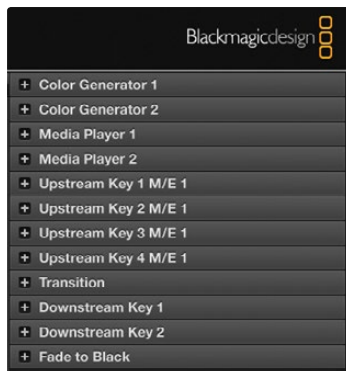 Blackmagicdesign
Color Generator 1
Color Generator 2
Media Player 1
Media Player 2
Upstream Key 1 M/E 1
Upstream Key 2 M/E 1
Upstream Key 3 M/E 1
Upstream Key 4 M/E 1
Transition
Downstream Key 1
Downstream Key 2
Fade to Black